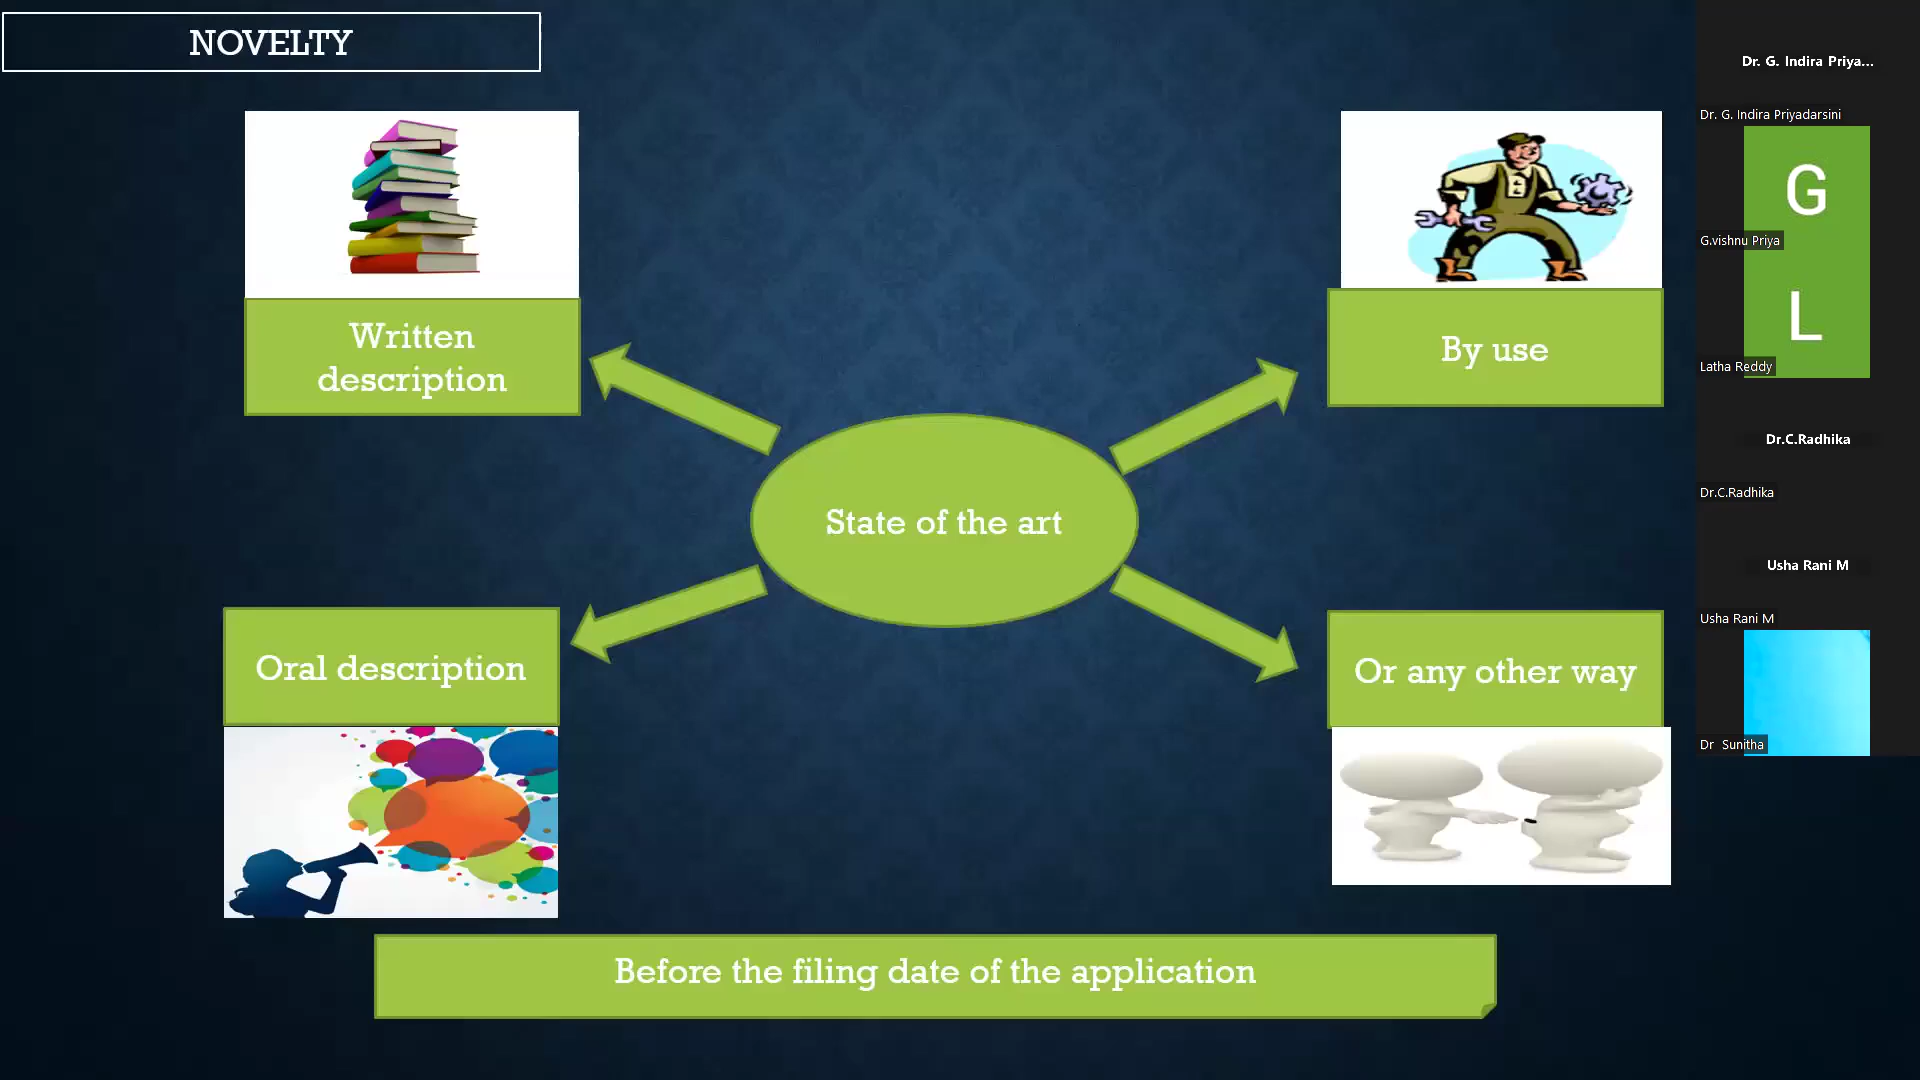 NOVELTY
Written
description
By use
State of the art
Oral description
Or any other way
Before the filing date of the application
Dr. G. Indira Priya...
Dr. G. Indira Priyadarsini
G
G.vishnu Priya
L
Latha Reddy
Dr.C.Radhika
Dr.C.Radhika
Usha Rani M
Usha Rani M
Dr Sunitha